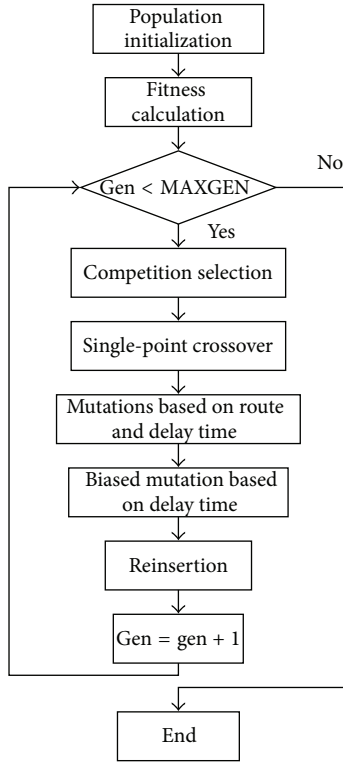 Population
initialization
Fitness
calculation
Gen < MAXGEN
No
Yes
Competition selection
Single-point crossover
Mutations based on route
and delay time
Biased mutation based
on delay time
Reinsertion
Gen = gen + 1
End